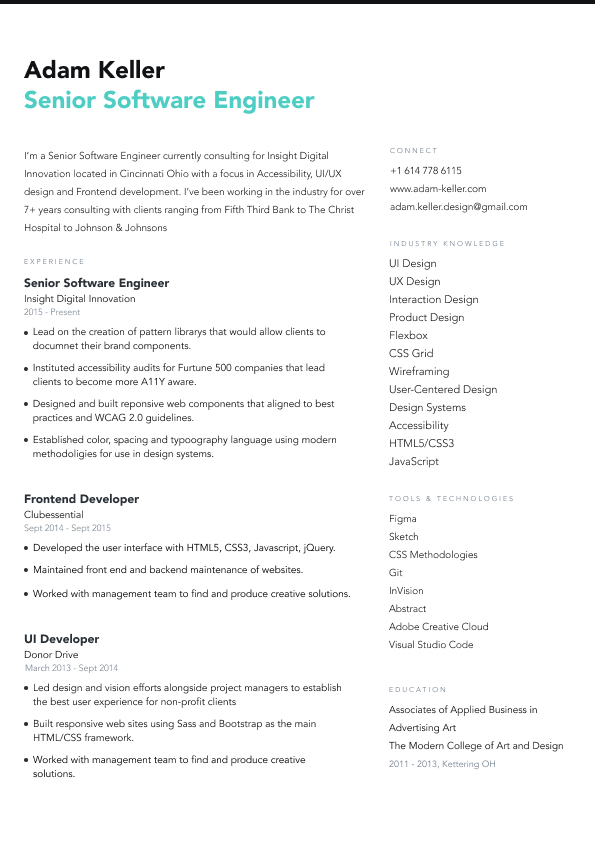 Adam Keller
Senior Software Engineer
I'm a Senior Software Engineer currently consulting for Insight Digital
Innovation located in Cincinnati Ohio with a focus in Accessibility, UI/UX
design and Frontend development. I've been working in the industry for over
7+ years consulting with clients ranging from Fifth Third Bank to The Christ
Hospital to Johnson & Johnsons
EXPERIENCE
Senior Software Engineer
Insight Digital Innovation
2015 - Present
• Lead on the creation of pattern librarys that would allow clients to
documnet their brand components.
• Instituted accessibility audits for Furtune 500 companies that lead
clients to become more A11Y aware.
• Designed and built reponsive web components that aligned to best
practices and WCAG 2.0 guidelines.
• Established color, spacing and typoography language using modern
methodoligies for use in design systems.
Frontend Developer
Clubessential
Sept 2014 - Sept 2015
• Developed the user interface with HTML5, CSS3, Javascript, jQuery.
• Maintained front end and backend maintenance of websites.
• Worked with management team to find and produce creative solutions.
UI Developer
Donor Drive
March 2013 - Sept 2014
• Led design and vision efforts alongside project managers to establish
the best user experience for non-profit clients
• Built responsive web sites using Sass and Bootstrap as the main
HTML/CSS framework.
• Worked with management team to find and produce creative
solutions.
CONNECT
+1 614 778 6115
www.adam-keller.com
adam.keller.design@gmail.com
INDUSTRY KNOWLEDGE
UI Design
UX Design
Interaction Design
Product Design
Flexbox
CSS Grid
Wireframing
User-Centered Design
Design Systems
Accessibility
HTML5/CSS3
JavaScript
TOOLS & TECHNOLOGIES
Figma
Sketch
CSS Methodologies
Git
InVision
Abstract
Adobe Creative Cloud
Visual Studio Code
EDUCATION
Associates of Applied Business in
Advertising Art
The Modern College of Art and Design
2011 - 2013, Kettering OH